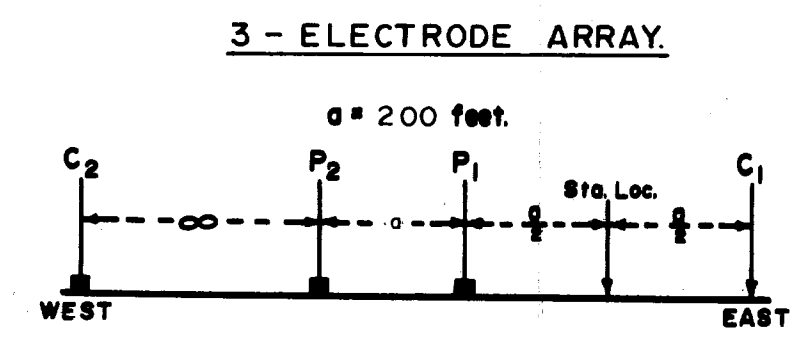 3 - ELECTRODE ARRAY.
a = 200 feet.
C2 P2 P1 Sta. Loc. C1
∞ a a/2 a/2
WEST EAST